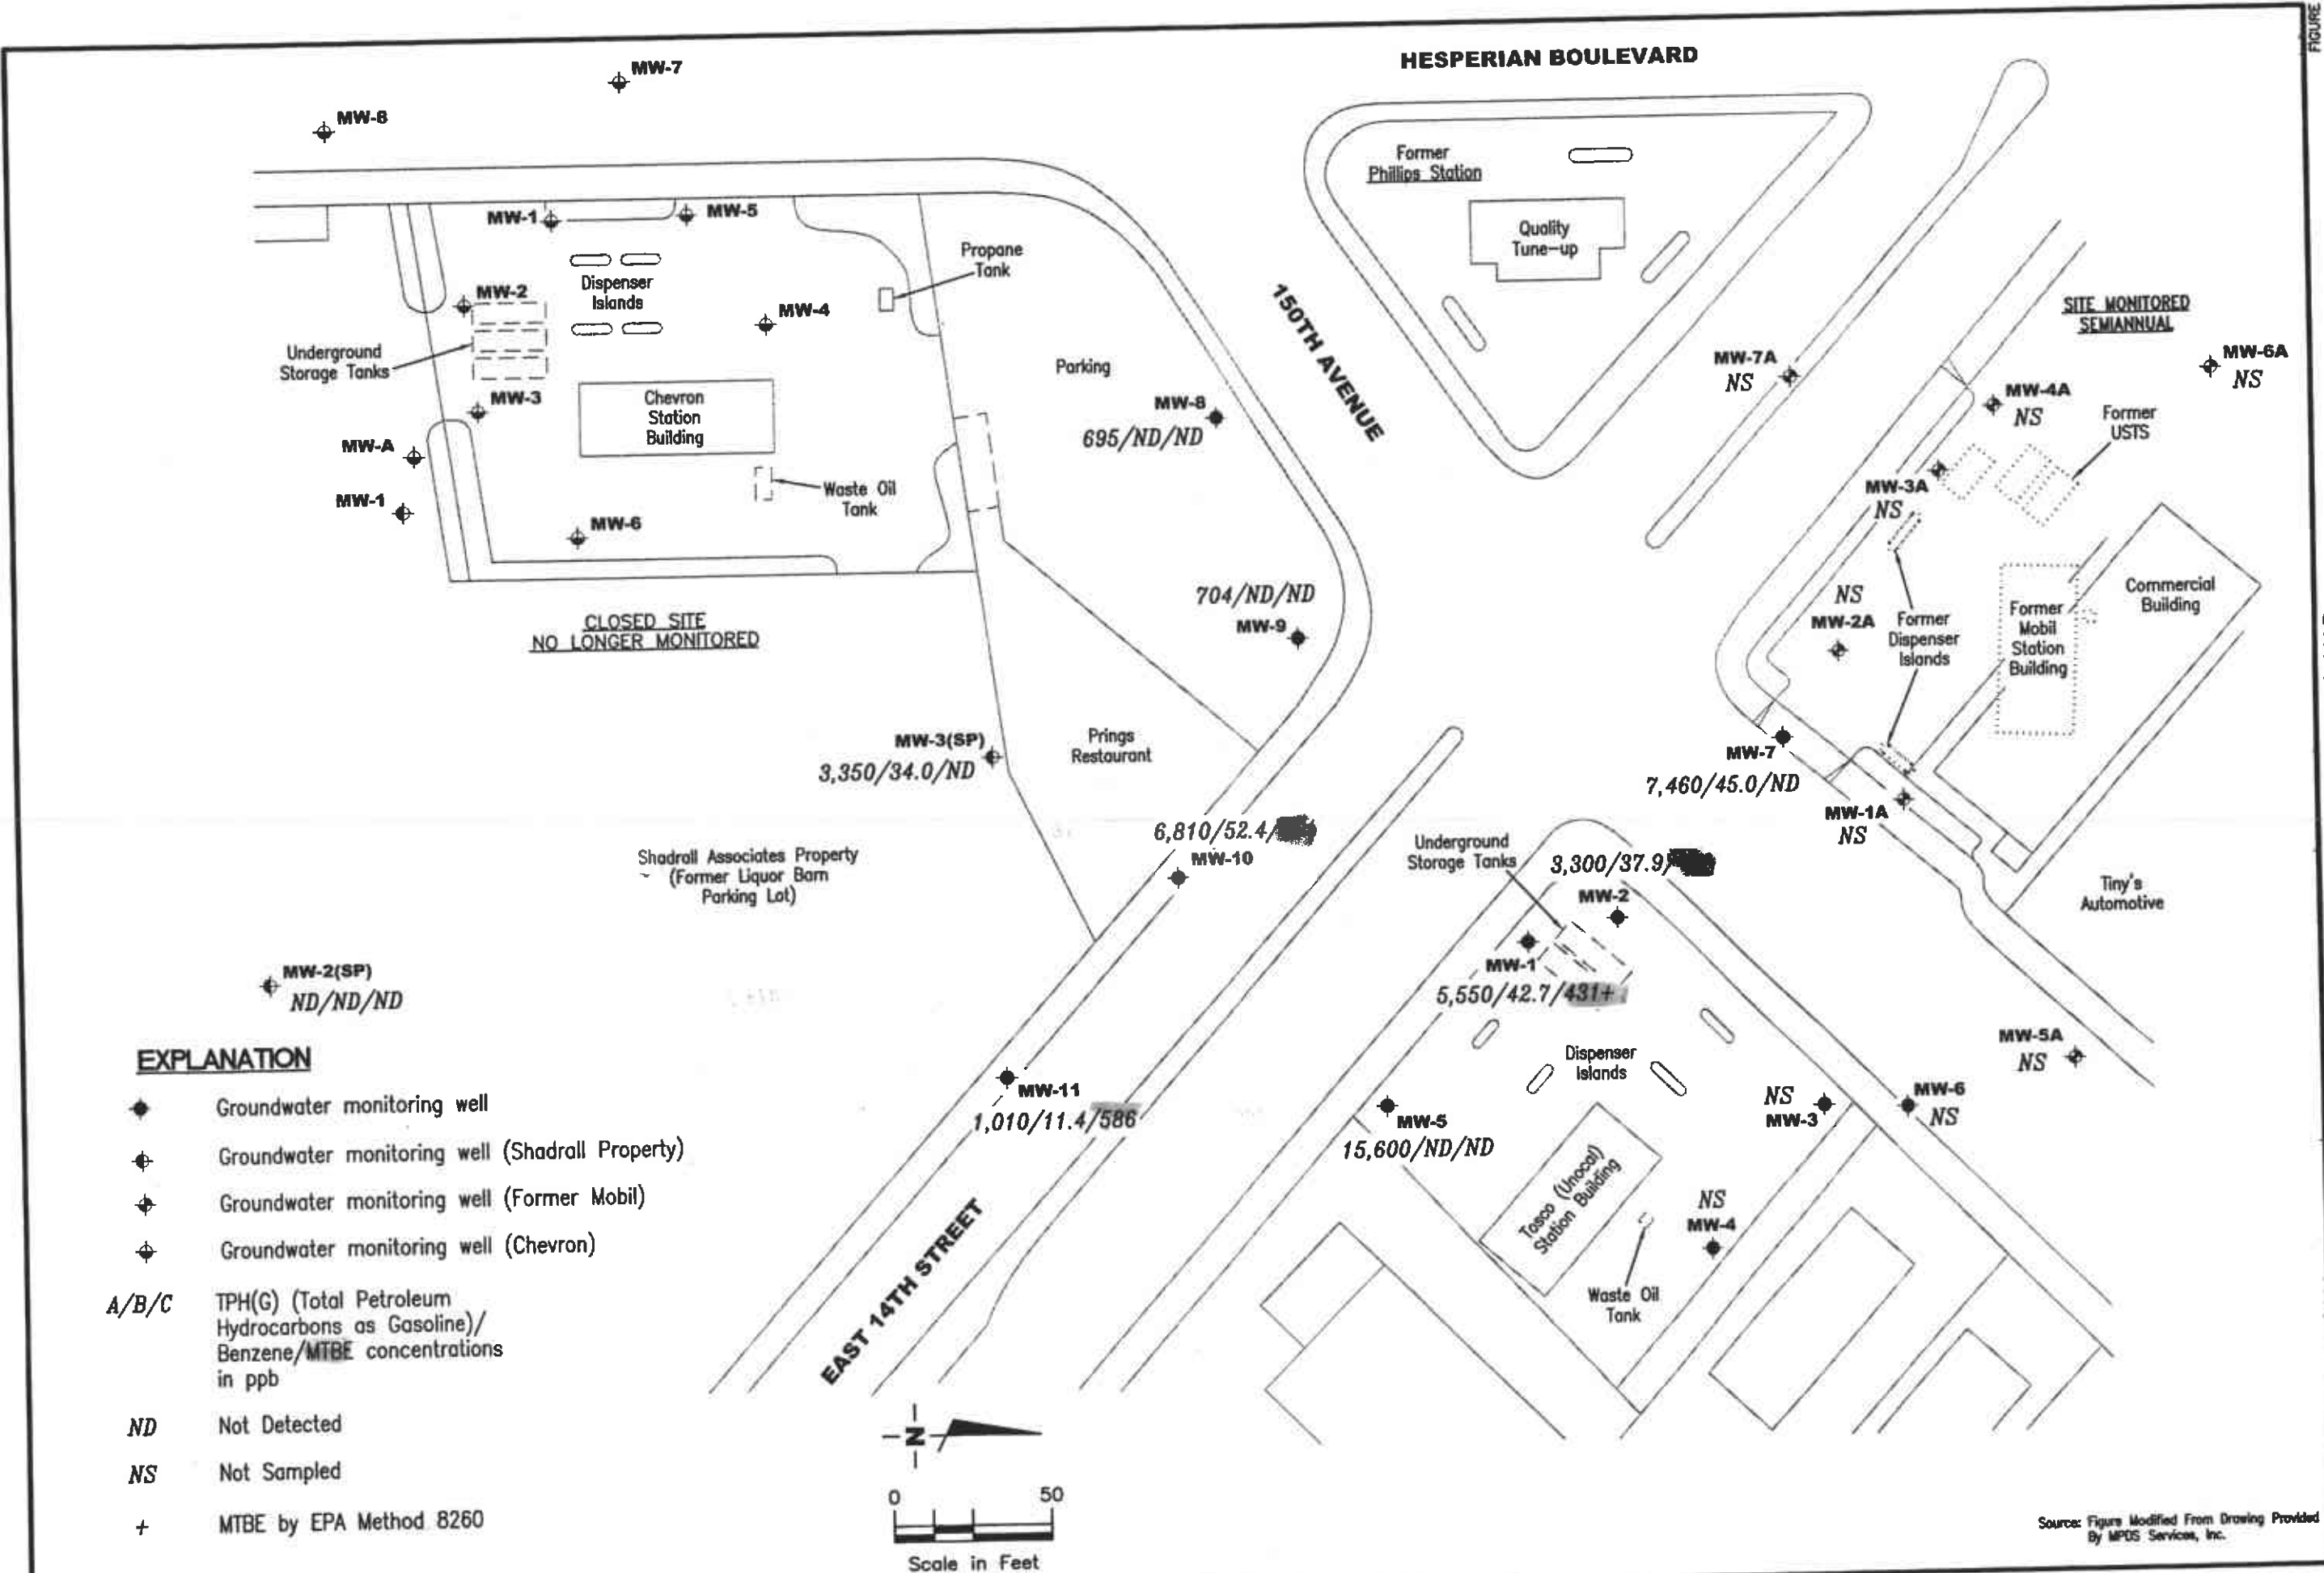 FIGURE
HESPERIAN BOULEVARD
MW-7
MW-8
Former
Phillips Station
Quality
Tune-up
MW-1
MW-5
Propane
Tank
Dispenser
Islands
MW-2
MW-4
Underground
Storage Tanks
150TH AVENUE
SITE MONITORED
SEMIANNUAL
MW-6A
NS
MW-7A
NS
MW-4A
NS
Former
USTS
Parking
MW-3
Chevron
Station
Building
MW-8
695/ND/ND
MW-A
MW-1
Waste Oil
Tank
MW-6
MW-3A
NS
Commercial
Building
704/ND/ND
MW-9
NS
MW-2A
Former
Dispenser
Islands
Former
Mobil
Station
Building
CLOSED SITE
NO LONGER MONITORED
MW-3(SP)
3,350/34.0/ND
Prings
Restaurant
MW-7
7,460/45.0/ND
MW-1A
NS
6,810/52.4/
MW-10
Underground
Storage Tanks
3,300/37.9/
MW-2
Shadrall Associates Property
(Former Liquor Barn
Parking Lot)
Tiny's
Automotive
MW-1
5,550/42.7/431+
MW-2(SP)
ND/ND/ND
Dispenser
Islands
MW-5A
NS
MW-11
1,010/11.4/586
MW-5
15,600/ND/ND
NS
MW-3
MW-6
NS
Tosco (Unocal)
Station Building
NS
MW-4
Waste Oil
Tank
EAST 14TH STREET
EXPLANATION
Groundwater monitoring well
Groundwater monitoring well (Shadrall Property)
Groundwater monitoring well (Former Mobil)
Groundwater monitoring well (Chevron)
A/B/C TPH(G) (Total Petroleum
Hydrocarbons as Gasoline)/
Benzene/MTBE concentrations
in ppb
ND Not Detected
NS Not Sampled
+ MTBE by EPA Method 8260
N
0 50
Scale in Feet
Source: Figure Modified From Drawing Provided
By MPDS Services, Inc.